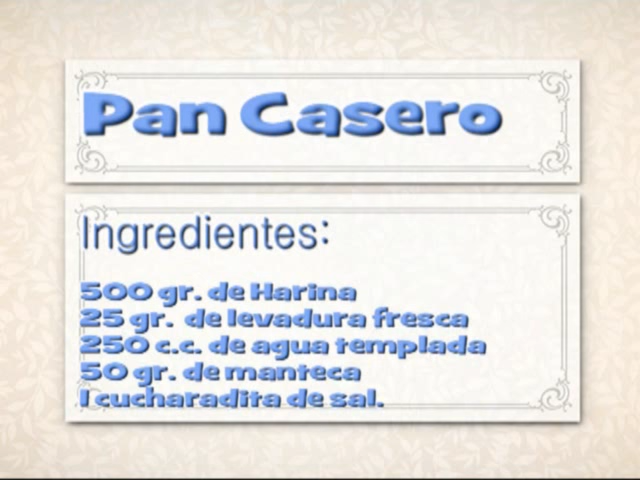 Pan Casero
Ingredientes:
500 gr. de Harina
25 gr. de levadura fresca
250 c.c. de agua templada
50 gr. de manteca
1 cucharadita de sal.